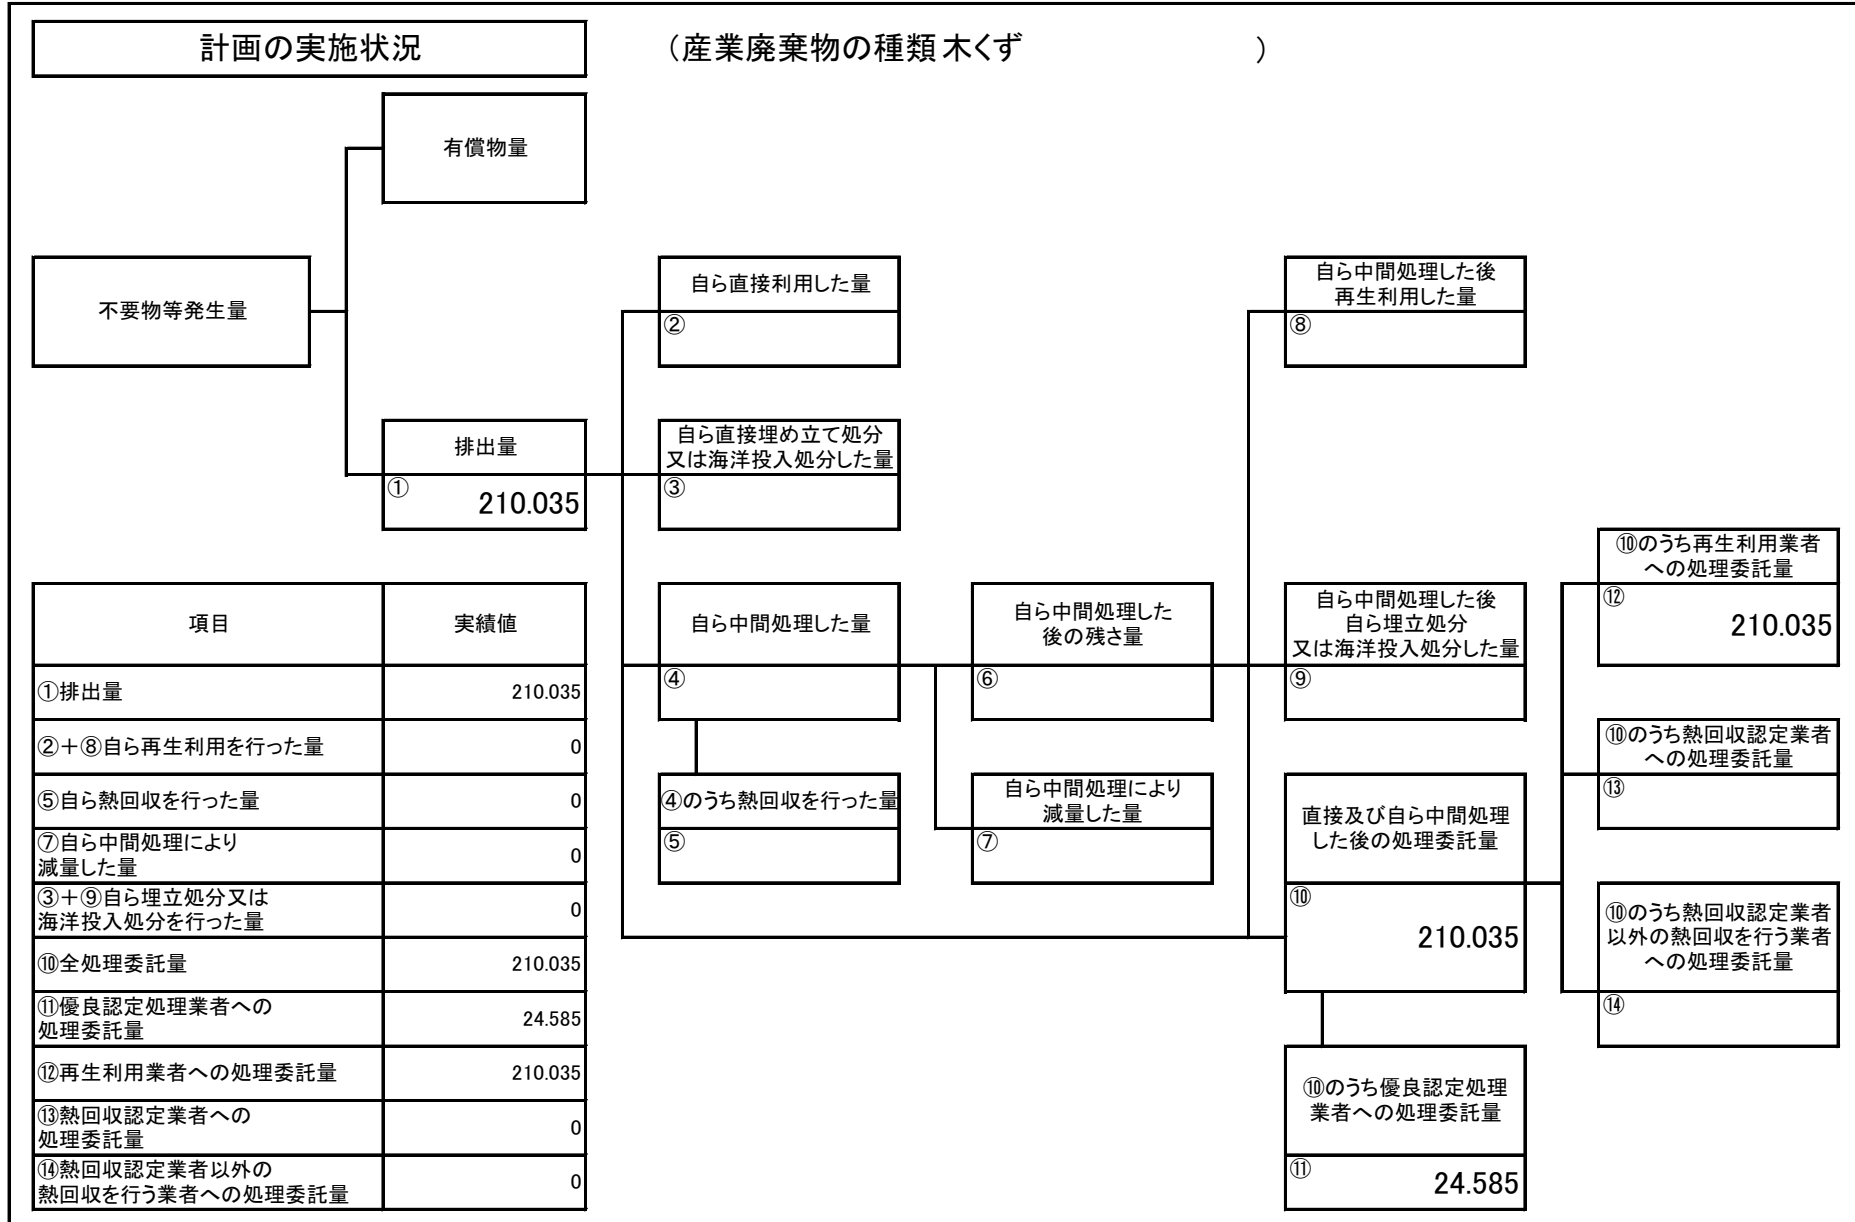 計画の実施状況
(産業廃棄物の種類 木くず )
有償物量
不要物等発生量
自ら直接利用した量
②
自ら中間処理した後
再生利用した量
⑧
排出量
① 210.035
自ら直接埋め立て処分
又は海洋投入処分した量
③
⑩のうち再生利用業者
への処理委託量
⑫
210.035
自ら中間処理した量
④
自ら中間処理した
後の残さ量
⑥
自ら中間処理した後
自ら埋立処分
又は海洋投入処分した量
⑨
⑩のうち熱回収認定業者
への処理委託量
⑬
④のうち熱回収を行った量
⑤
自ら中間処理により
減量した量
⑦
直接及び自ら中間処理
した後の処理委託量
⑩
210.035
⑩のうち熱回収認定業者
以外の熱回収を行う業者
への処理委託量
⑭
⑩のうち優良認定処理
業者への処理委託量
⑪
24.585
項目 実績値
①排出量 210.035
②+⑧自ら再生利用を行った量 0
⑤自ら熱回収を行った量 0
⑦自ら中間処理により
減量した量 0
③+⑨自ら埋立処分又は
海洋投入処分を行った量 0
⑩全処理委託量 210.035
⑪優良認定処理業者への
処理委託量 24.585
⑫再生利用業者への処理委託量 210.035
⑬熱回収認定業者への
処理委託量 0
⑭熱回収認定業者以外の
熱回収を行う業者への処理委託量 0